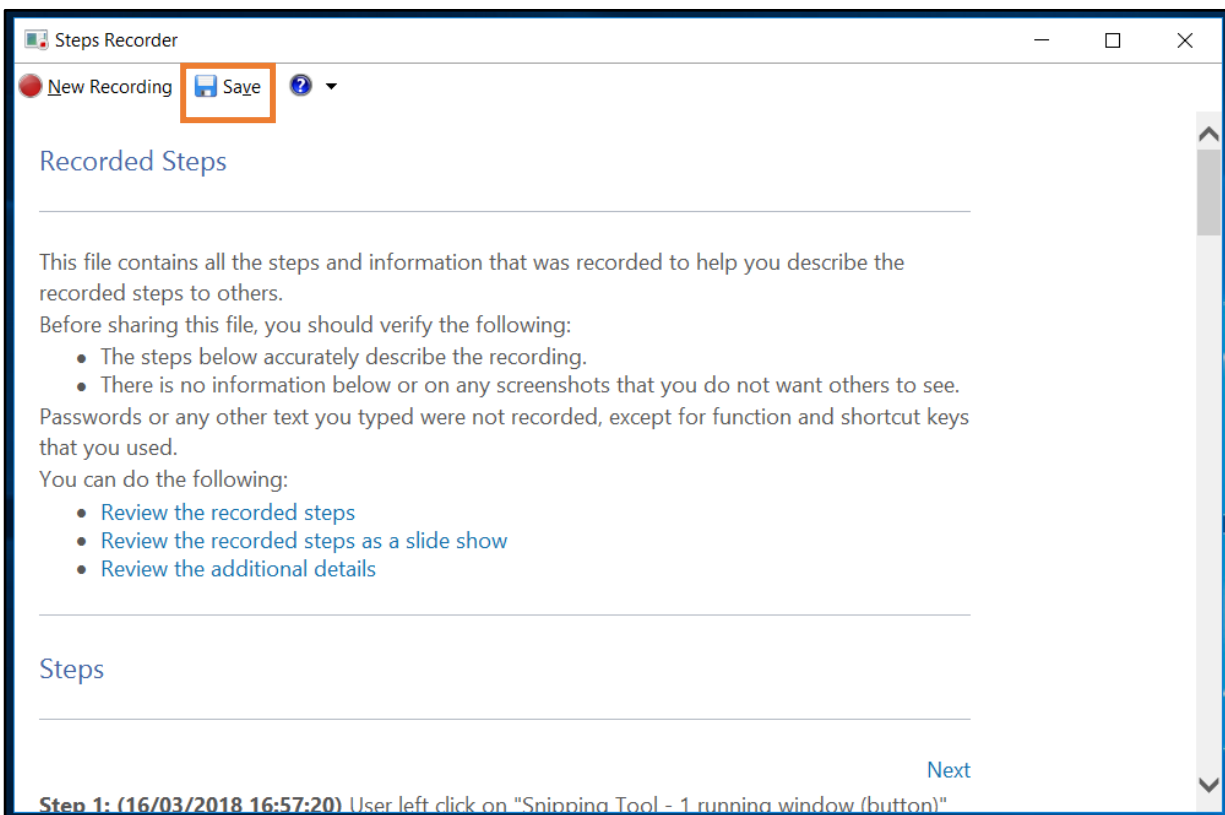 Steps Recorder
New Recording Save
Recorded Steps
This file contains all the steps and information that was recorded to help you describe the
recorded steps to others.
Before sharing this file, you should verify the following:
• The steps below accurately describe the recording.
• There is no information below or on any screenshots that you do not want others to see.
Passwords or any other text you typed were not recorded, except for function and shortcut keys
that you used.
You can do the following:
• Review the recorded steps
• Review the recorded steps as a slide show
• Review the additional details
Steps
Next
Step 1: (16/03/2018 16:57:20) User left click on "Snipping Tool - 1 running window (button)"